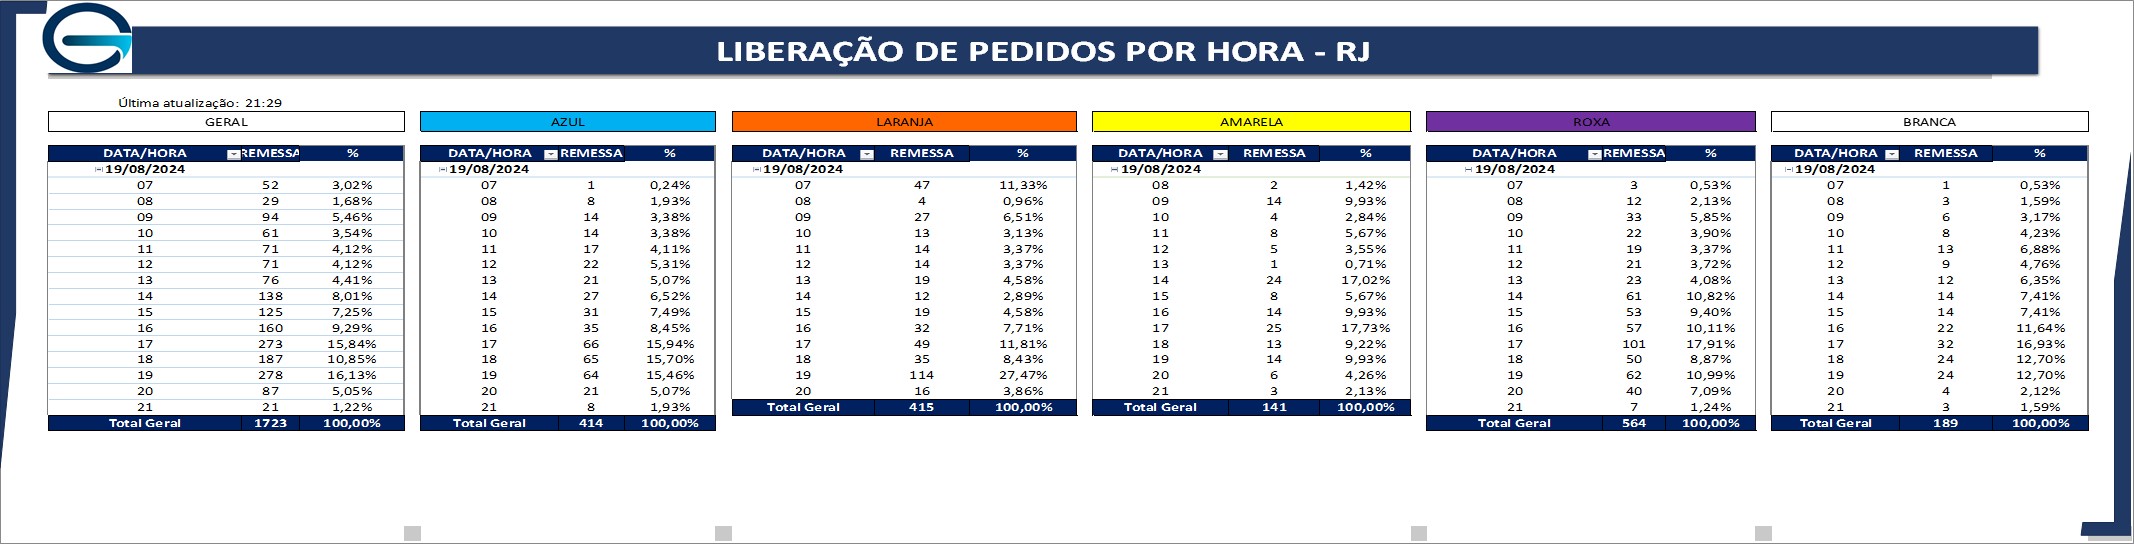 LIBERAÇÃO DE PEDIDOS POR HORA - RJ
Última atualização: 21:29
GERAL AZUL LARANJA AMARELA ROXA BRANCA
DATA/HORA REMESSA % DATA/HORA REMESSA % DATA/HORA REMESSA % DATA/HORA REMESSA % DATA/HORA REMESSA % DATA/HORA REMESSA %
19/08/2024 19/08/2024 19/08/2024 19/08/2024 19/08/2024 19/08/2024
07 52 3,02% 07 1 0,24% 07 47 11,33% 08 2 1,42% 07 3 0,53% 07 1 0,53%
08 29 1,68% 08 8 1,93% 08 4 0,96% 09 14 9,93% 08 12 2,13% 08 3 1,59%
09 94 5,46% 09 14 3,38% 09 27 6,51% 10 4 2,84% 09 33 5,85% 09 6 3,17%
10 61 3,54% 10 14 3,38% 10 13 3,13% 11 8 5,67% 10 22 3,90% 10 8 4,23%
11 71 4,12% 11 17 4,11% 11 14 3,37% 12 5 3,55% 11 19 3,37% 11 13 6,88%
12 71 4,12% 12 22 5,31% 12 14 3,37% 13 1 0,71% 12 21 3,72% 12 9 4,76%
13 76 4,41% 13 21 5,07% 13 19 4,58% 14 24 17,02% 13 23 4,08% 13 12 6,35%
14 138 8,01% 14 27 6,52% 14 12 2,89% 15 8 5,67% 14 61 10,82% 14 14 7,41%
15 125 7,25% 15 31 7,49% 15 19 4,58% 16 14 9,93% 15 53 9,40% 15 14 7,41%
16 160 9,29% 16 35 8,45% 16 32 7,71% 17 25 17,73% 16 57 10,11% 16 22 11,64%
17 273 15,84% 17 66 15,94% 17 49 11,81% 18 13 9,22% 17 101 17,91% 17 32 16,93%
18 187 10,85% 18 65 15,70% 18 35 8,43% 19 14 9,93% 18 50 8,87% 18 24 12,70%
19 278 16,13% 19 64 15,46% 19 114 27,47% 20 6 4,26% 19 62 10,99% 19 24 12,70%
20 87 5,05% 20 21 5,07% 20 16 3,86% 21 3 2,13% 20 40 7,09% 20 4 2,12%
21 21 1,22% 21 8 1,93% Total Geral 415 100,00% Total Geral 141 100,00% 21 7 1,24% 21 3 1,59%
Total Geral 1723 100,00% Total Geral 414 100,00% Total Geral 564 100,00% Total Geral 189 100,00%